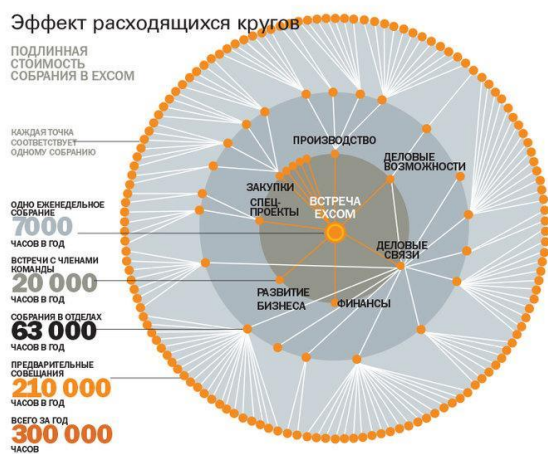 Эффект расходящихся кругов
ПОДЛИННАЯ
СТОИМОСТЬ
СОБРАНИЯ В EXCOM
КАЖДАЯ ТОЧКА
СООТВЕТСТВУЕТ
ОДНОМУ СОБРАНИЮ
ПРОИЗВОДСТВО
ДЕЛОВЫЕ
ВОЗМОЖНОСТИ
ЗАКУПКИ
СПЕЦ-
ПРОЕКТЫ
ВСТРЕЧА
EXCOM
ДЕЛОВЫЕ
СВЯЗИ
РАЗВИТИЕ
БИЗНЕСА
ФИНАНСЫ
ОДНО ЕЖЕНЕДЕЛЬНОЕ
СОБРАНИЕ
7000
ЧАСОВ В ГОД
ВСТРЕЧИ С ЧЛЕНАМИ
КОМАНДЫ
20 000
ЧАСОВ В ГОД
СОБРАНИЯ В ОТДЕЛАХ
63 000
ЧАСОВ В ГОД
ПРЕДВАРИТЕЛЬНЫЕ
СОВЕЩАНИЯ
210 000
ЧАСОВ В ГОД
ВСЕГО ЗА ГОД
300 000
ЧАСОВ